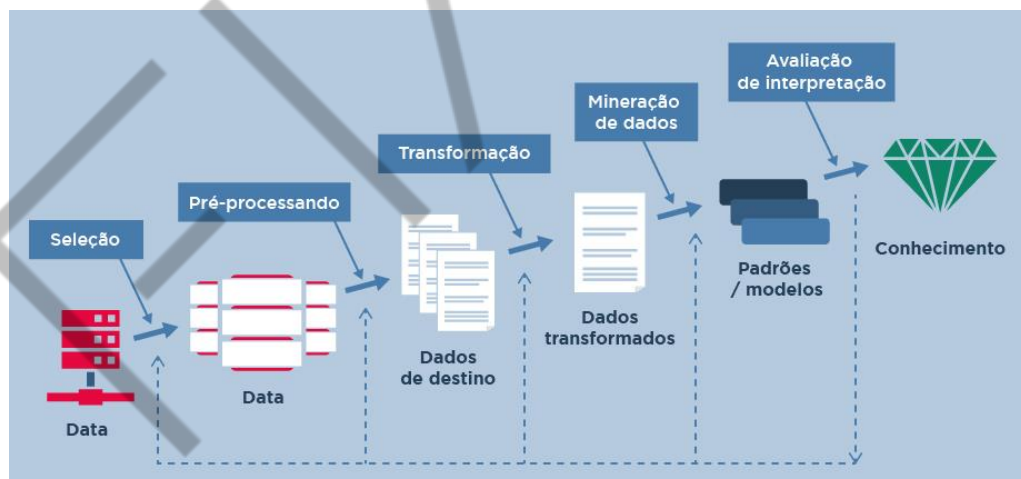 Seleção
Pré-processando
Transformação
Mineração
de dados
Avaliação
de interpretação
Data
Data
Dados
de destino
Dados
transformados
Padrões
/ modelos
Conhecimento